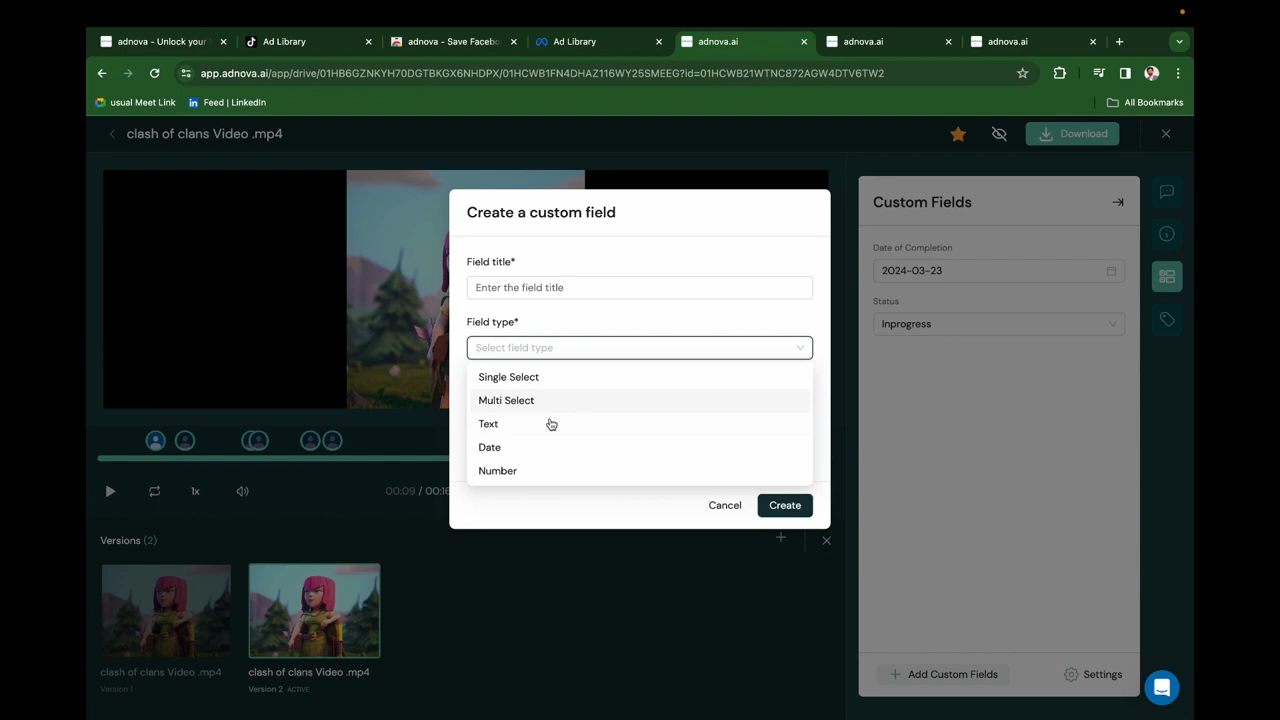 adnova - Unlock your
Ad Library
adnova - Save Facebo
Ad Library
adnova.ai
adnova.ai
adnova.ai
app.adnova.ai/app/drive/01HB6GZNKYH70DGTBKGX6NHDPX/01HCWB1FN4DHAZ116WY25SMEEG?id=01HCWB21WTNC872AGW4DTV6TW2
usual Meet Link
Feed | LinkedIn
All Bookmarks
clash of clans Video .mp4
Download
Create a custom field
Field title*
Enter the field title
Field type*
Select field type
Single Select
Multi Select
Text
Date
Number
Cancel
Create
Custom Fields
Date of Completion
2024-03-23
Status
Inprogress
Add Custom Fields
Settings
1x
00:09 / 00:16
Versions (2)
clash of clans Video .mp4
Version 1
clash of clans Video .mp4
Version 2 ACTIVE